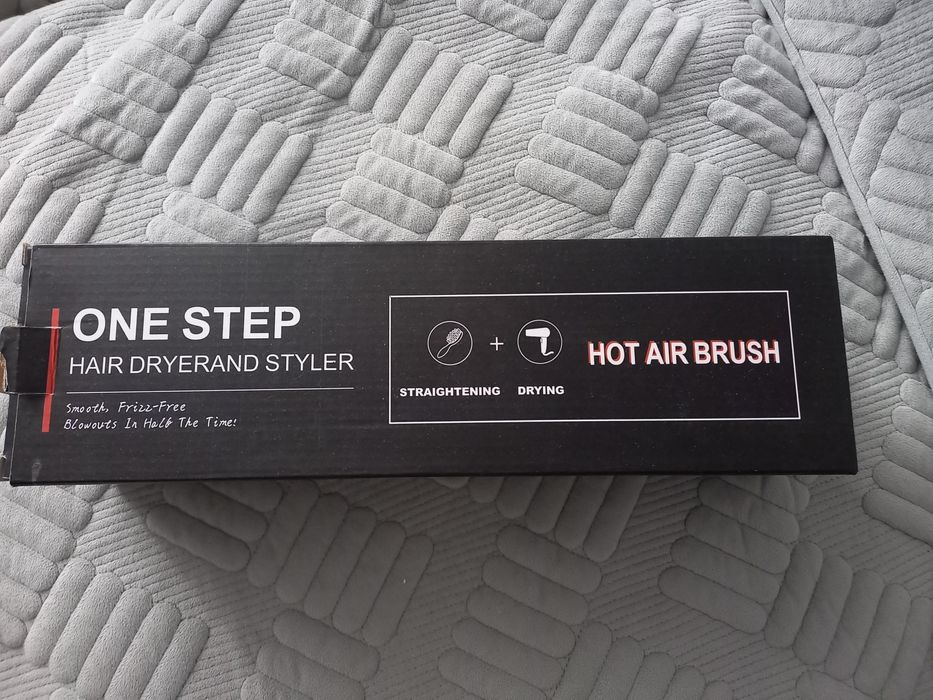 ONE STEP
HAIR DRYERAND STYLER
Smooth, Frizz-Free
Blowouts In Half The Time!
+
STRAIGHTENING DRYING
HOT AIR BRUSH